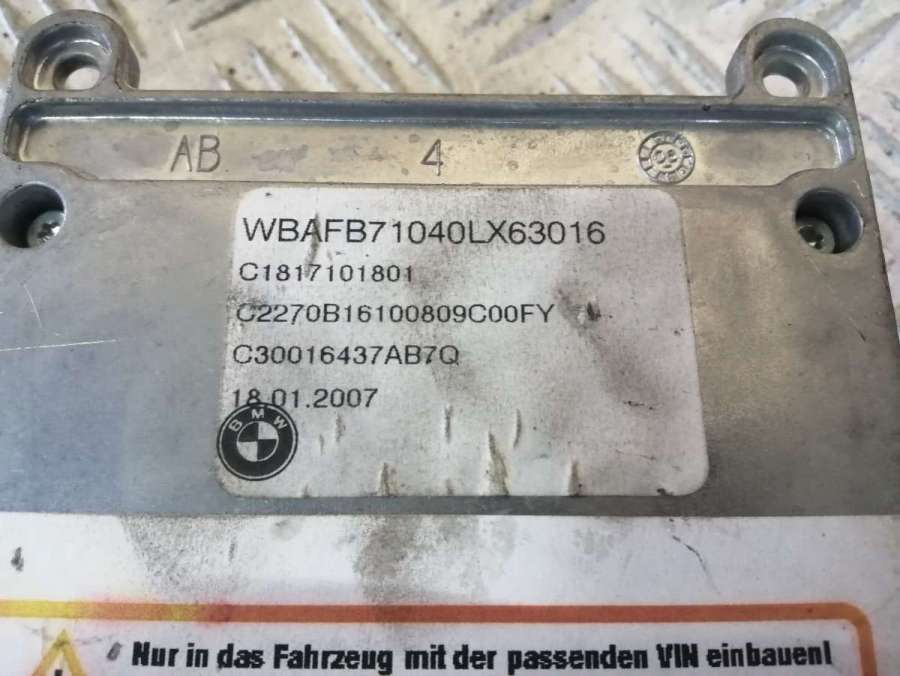 AB 4
WBAFB71040LX63016
C1817101801
C2270B16100809C00FY
C30016437AB7Q
18.01.2007
BMW
Nur in das Fahrzeug mit der passenden VIN einbauen!